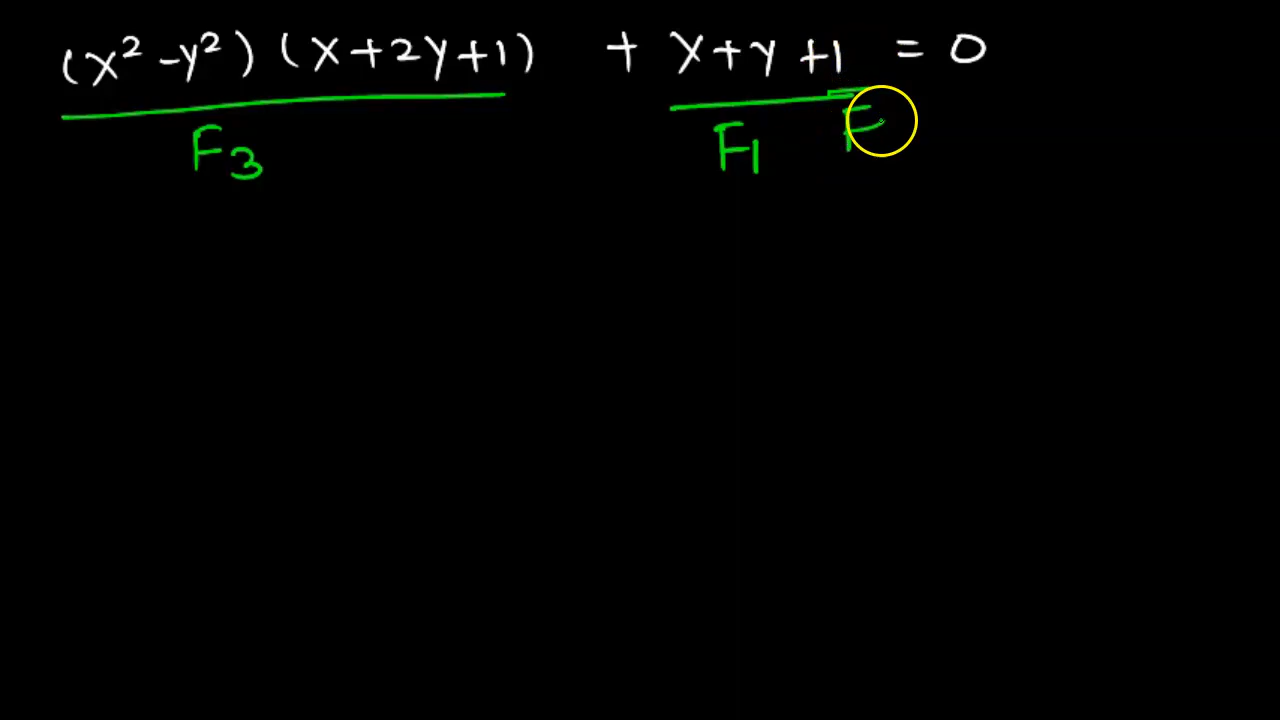 (x² - y²) (x + 2y + 1) + x + y + 1 = 0
F₃ F₁ F